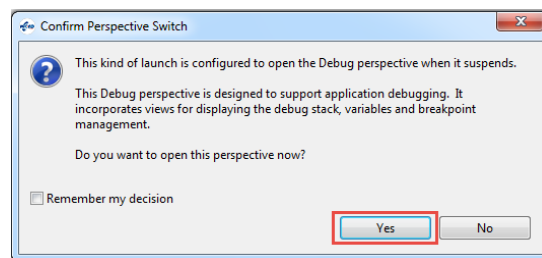 Confirm Perspective Switch
This kind of launch is configured to open the Debug perspective when it suspends.
This Debug perspective is designed to support application debugging. It
incorporates views for displaying the debug stack, variables and breakpoint
management.
Do you want to open this perspective now?
Remember my decision
Yes No